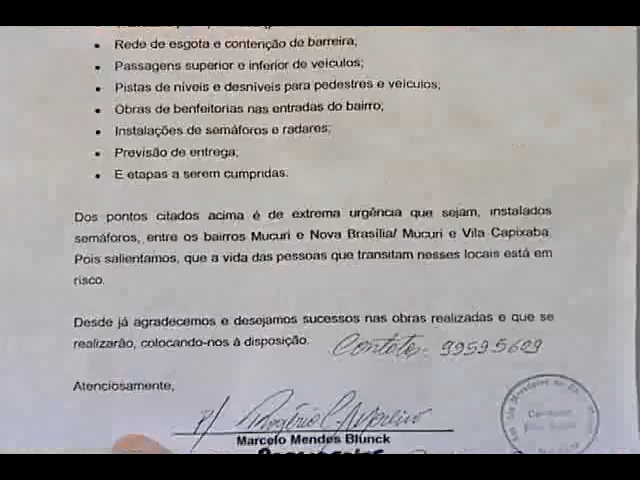 • Rede de esgota e contenção de barreira;
• Passagens superior e inferior de veículos;
• Pistas de níveis e desníveis para pedestres e veículos;
• Obras de benfeitorias nas entradas do bairro;
• Instalações de semáforos e radares;
• Previsão de entrega;
• E etapas a serem cumpridas.
Dos pontos citados acima é de extrema urgência que sejam, instalados
semáforos, entre os bairros Mucuri e Nova Brasília/ Mucuri e Vila Capixaba.
Pois salientamos, que a vida das pessoas que transitam nesses locais está em
risco.
Desde já agradecemos e desejamos sucessos nas obras realizadas e que se
realizarão, colocando-nos à disposição. Contato: 99595609
Atenciosamente,
P/ Rogério C Moreira
Marcelo Mendes Blunck